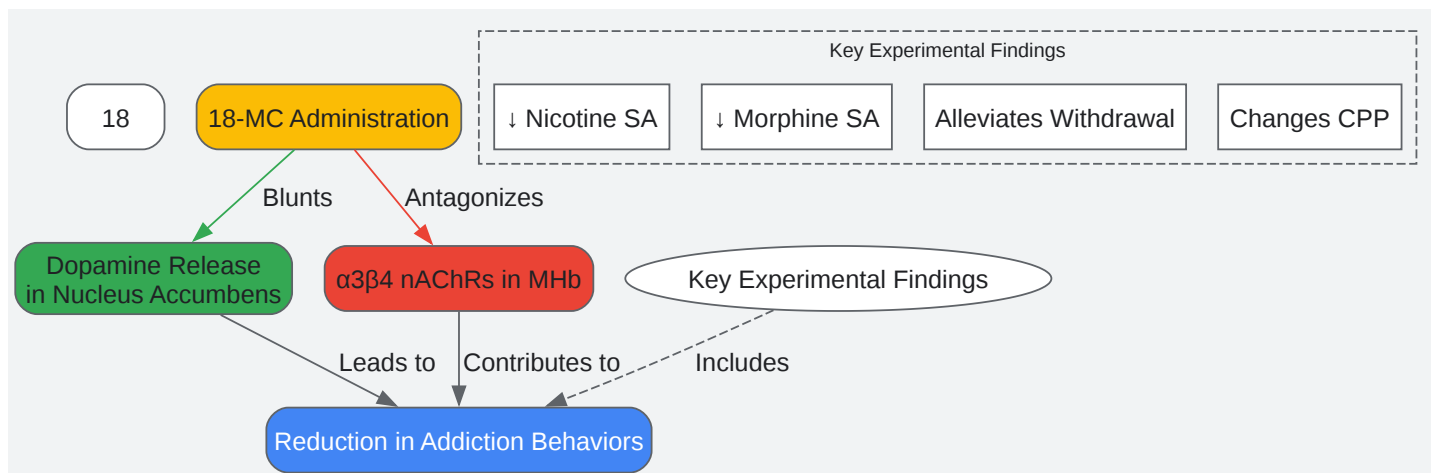 Key Experimental Findings
18
18-MC Administration
↓ Nicotine SA
↓ Morphine SA
Alleviates Withdrawal
Changes CPP
Blunts
Antagonizes
Dopamine Release
in Nucleus Accumbens
α3β4 nAChRs in MHb
Key Experimental Findings
Leads to
Contributes to
Includes
Reduction in Addiction Behaviors